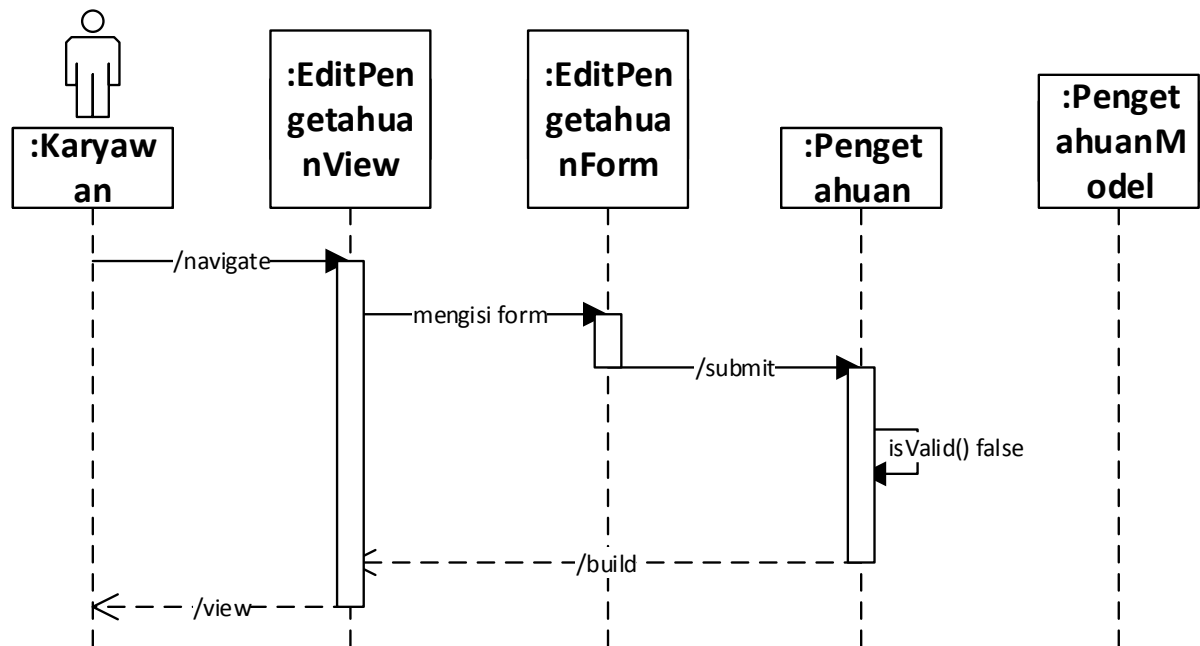 :EditPen
getahua
nView
:EditPen
getahua
nForm
:Karyaw
an
:Penget
ahuan
:Penget
ahuanM
odel
/navigate
mengisi form
/submit
isValid() false
/build
/view